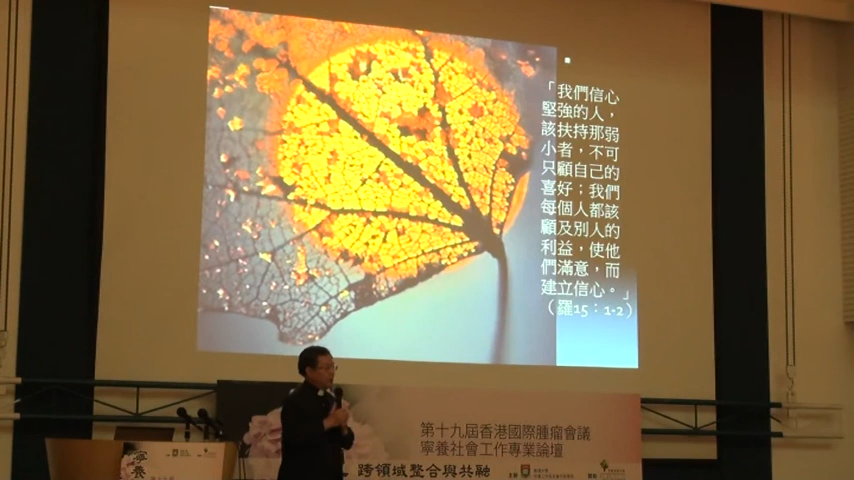 「我們信心
堅強的人，
該扶持那弱
小者，不可
只顧自己的
喜好；我們
每個人都該
顧及別人的
利益，使他
們滿意，而
建立信心。」
（羅15：1-2）
第十九屆香港國際腫瘤會議
寧養社會工作專業論壇
跨領域整合與共融
寧養